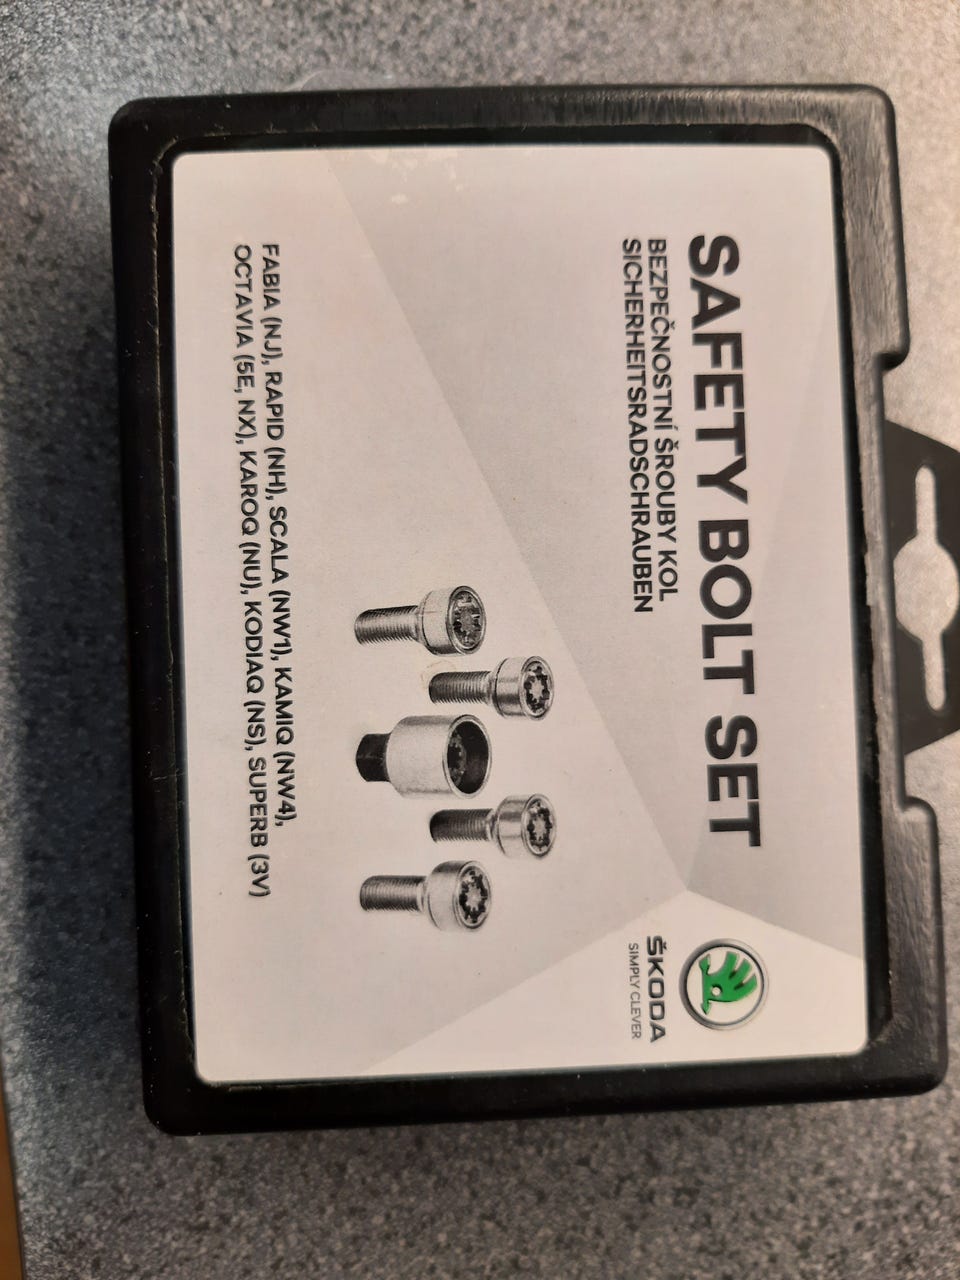 SAFETY BOLT SET
BEZPEČNOSTNÍ ŠROUBY KOL
SICHERHEITSRADSCHRAUBEN
ŠKODA
SIMPLY CLEVER
FABIA (NJ), RAPID (NH), SCALA (NW1), KAMIQ (NW4),
OCTAVIA (5E, NX), KAROQ (NU), KODIAQ (NS), SUPERB (3V)